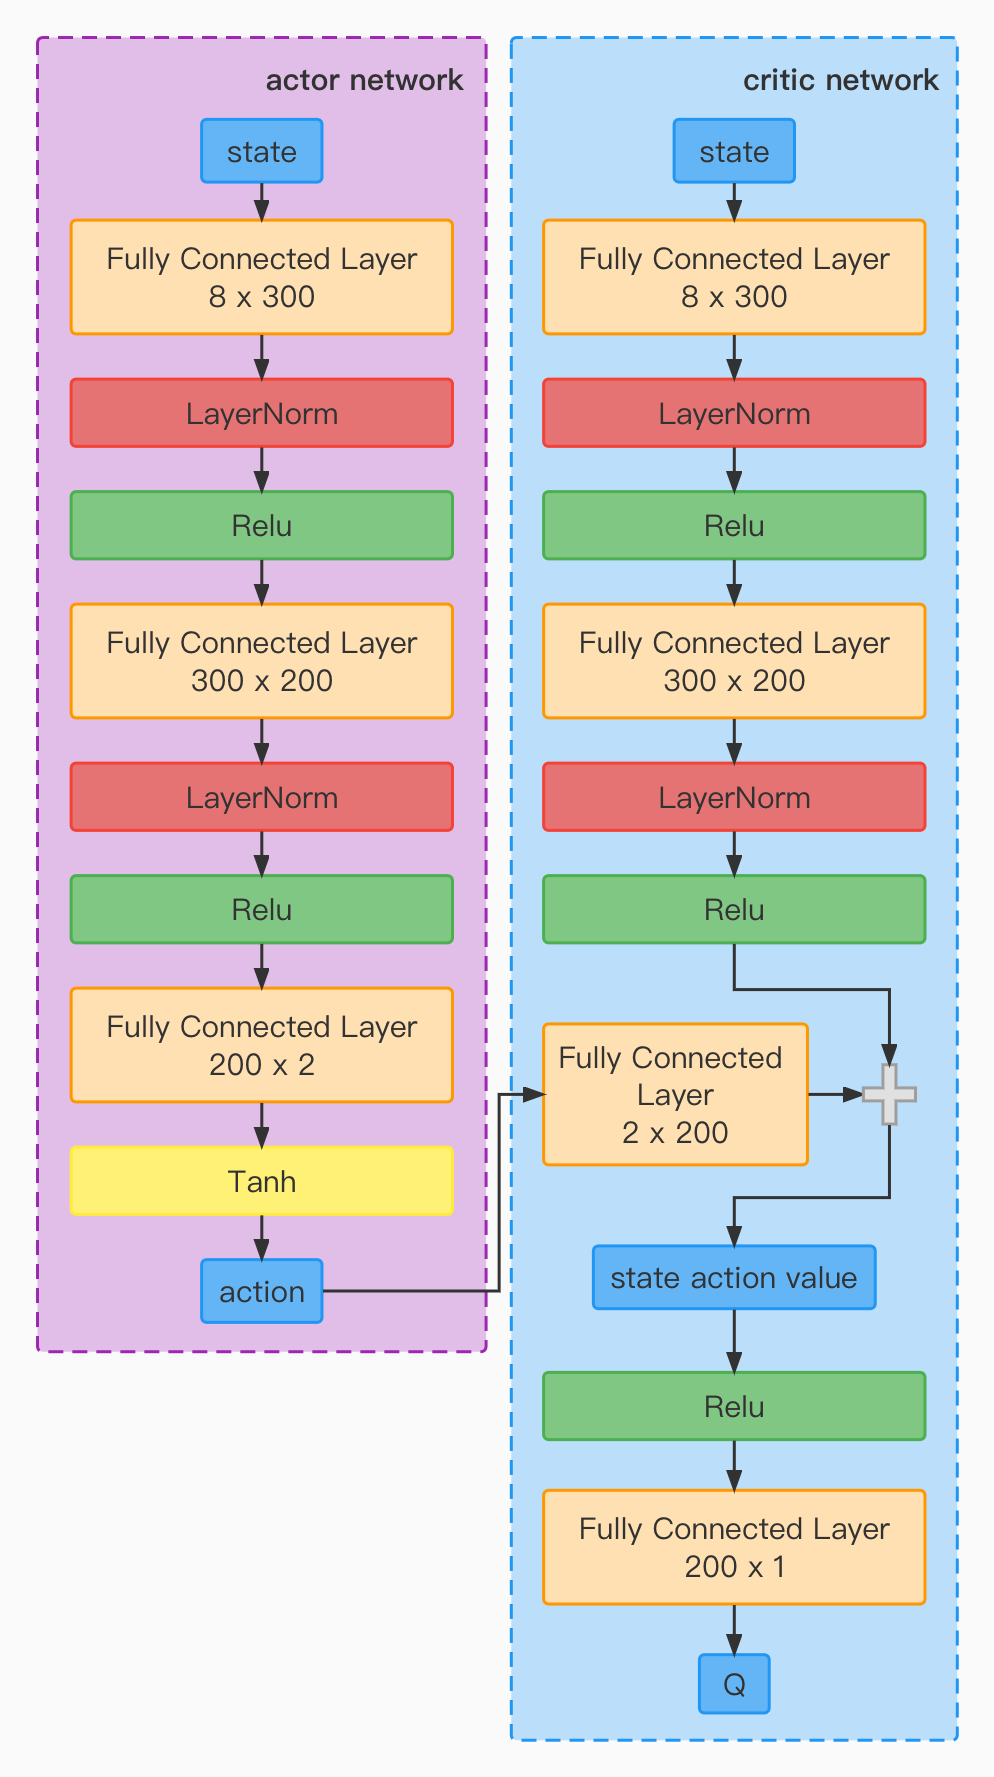 actor network
state
Fully Connected Layer
8 x 300
LayerNorm
Relu
Fully Connected Layer
300 x 200
LayerNorm
Relu
Fully Connected Layer
200 x 2
Tanh
action
critic network
state
Fully Connected Layer
8 x 300
LayerNorm
Relu
Fully Connected Layer
300 x 200
LayerNorm
Relu
Fully Connected
Layer
2 x 200
state action value
Relu
Fully Connected Layer
200 x 1
Q